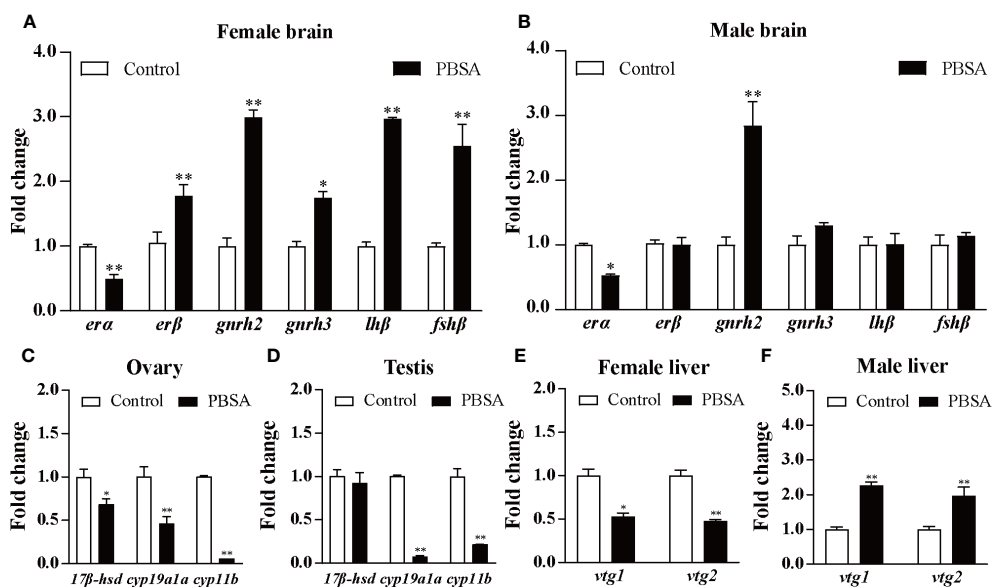 A
Female brain
Fold change
4.0
3.0
2.0
1.0
0.0
Control
PBSA
**
**
**
*
**
**
erα erβ gnrh2 gnrh3 lhβ fshβ
B
Male brain
Fold change
4.0
3.0
2.0
1.0
0.0
Control
PBSA
*
**
erα erβ gnrh2 gnrh3 lhβ fshβ
C
Ovary
Fold change
2.0
1.5
1.0
0.5
0.0
Control
PBSA
*
**
**
17β-hsd cyp19a1a cyp11b
D
Testis
Fold change
2.0
1.5
1.0
0.5
0.0
Control
PBSA
**
**
17β-hsd cyp19a1a cyp11b
E
Female liver
Fold change
2.0
1.5
1.0
0.5
0.0
Control
PBSA
*
**
vtg1 vtg2
F
Male liver
Fold change
5.0
3.0
2.0
1.0
0.0
Control
PBSA
**
**
vtg1 vtg2